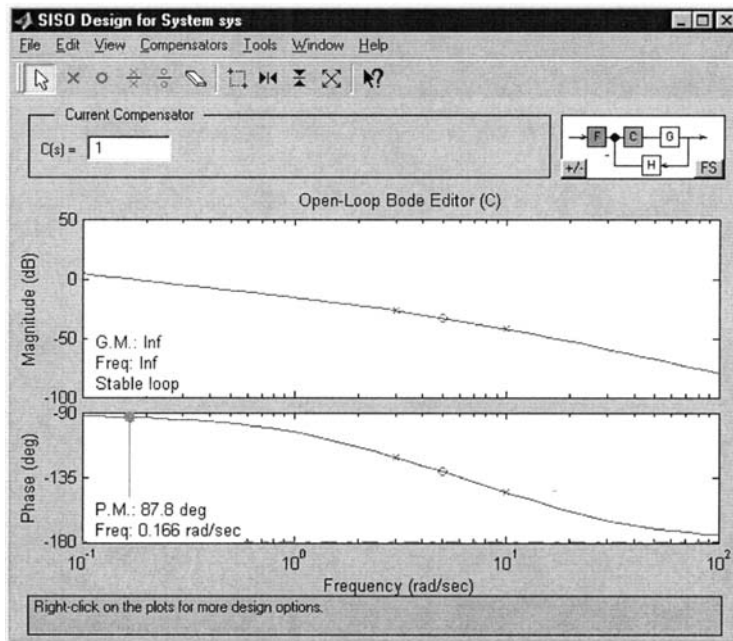 SISO Design for System sys
File Edit View Compensators Tools Window Help
Current Compensator
C(s) = 1
F C G
H
+/- FS
Open-Loop Bode Editor (C)
Magnitude (dB)
50
0
-50
-100
G.M.: Inf
Freq: Inf
Stable loop
Phase (deg)
-90
-135
-180
P.M.: 87.8 deg
Freq: 0.166 rad/sec
10^-1 10^0 10^1 10^2
Frequency (rad/sec)
Right-click on the plots for more design options.